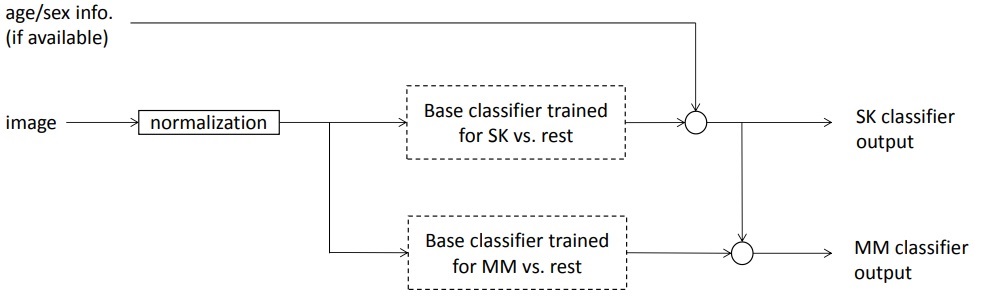 age/sex info.
(if available)
image
normalization
Base classifier trained
for SK vs. rest
SK classifier
output
Base classifier trained
for MM vs. rest
MM classifier
output